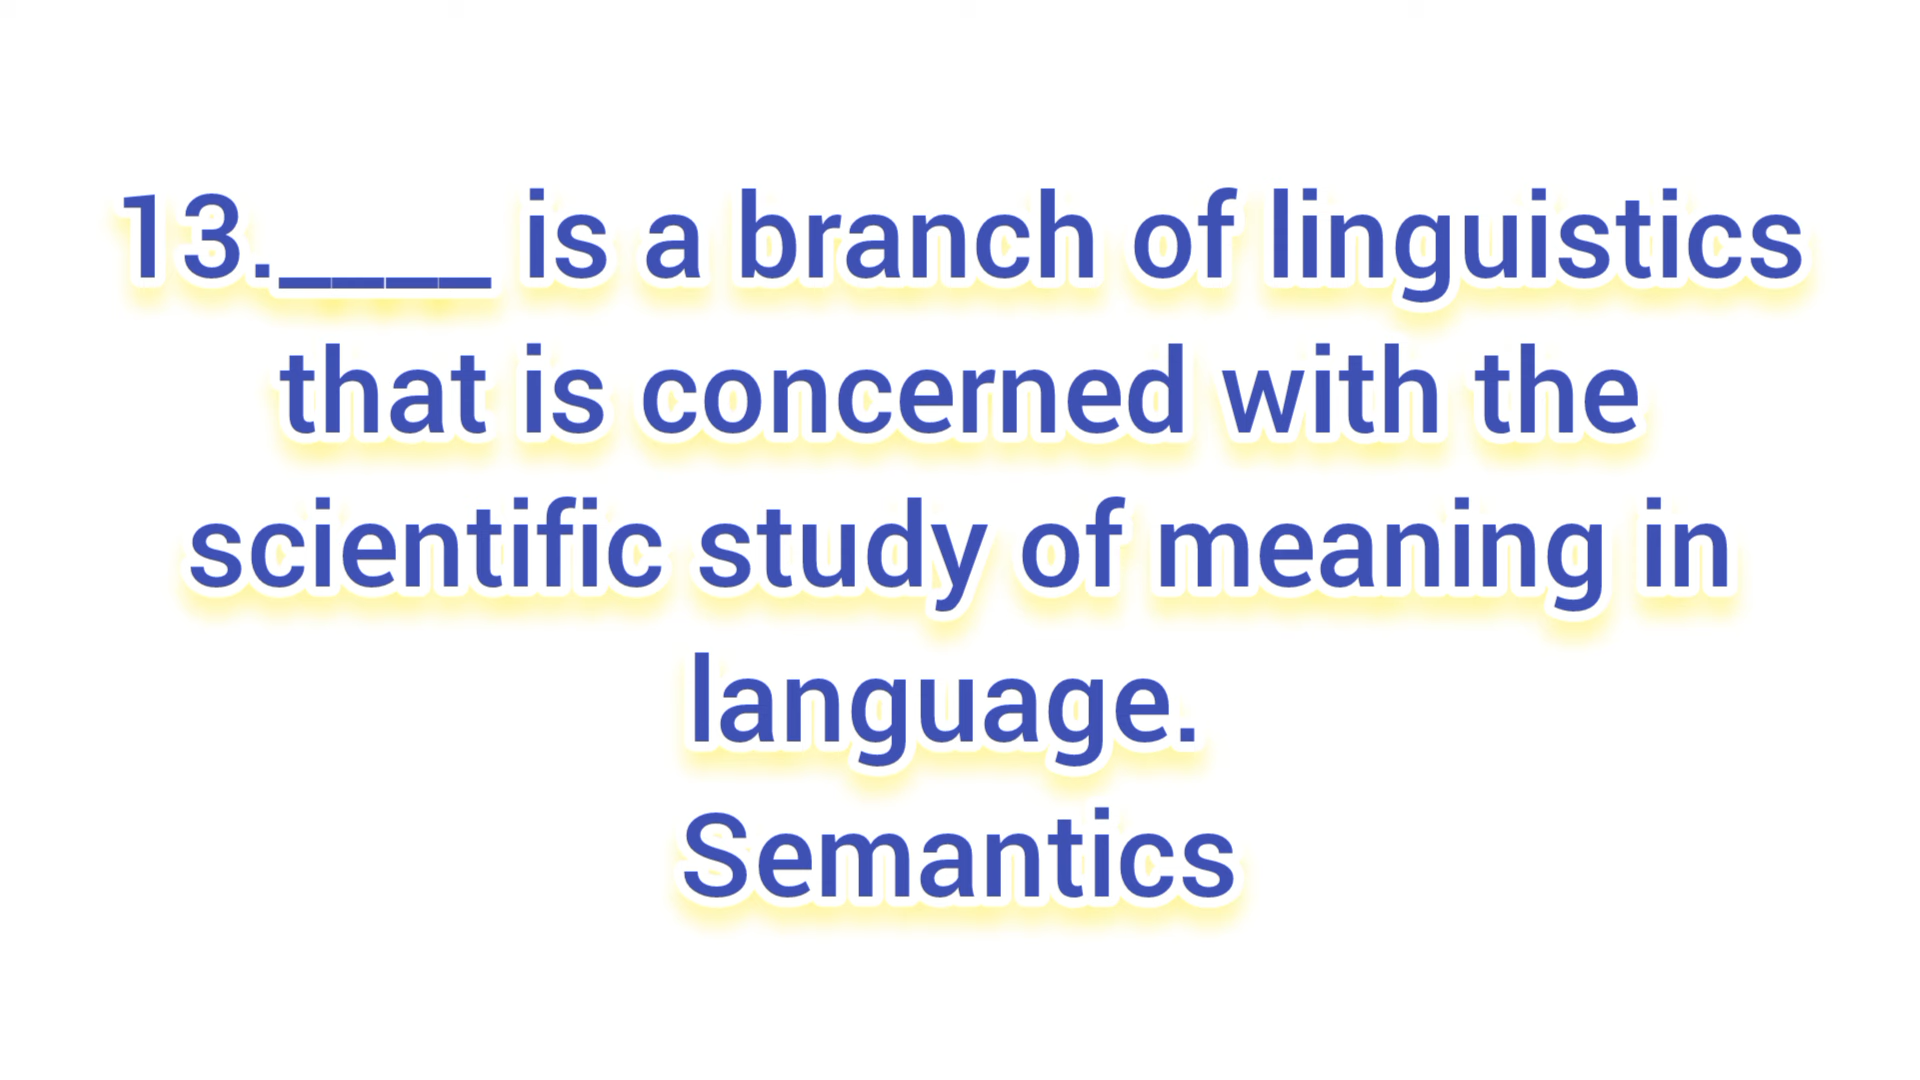 13.____ is a branch of linguistics
that is concerned with the
scientific study of meaning in
language.
Semantics